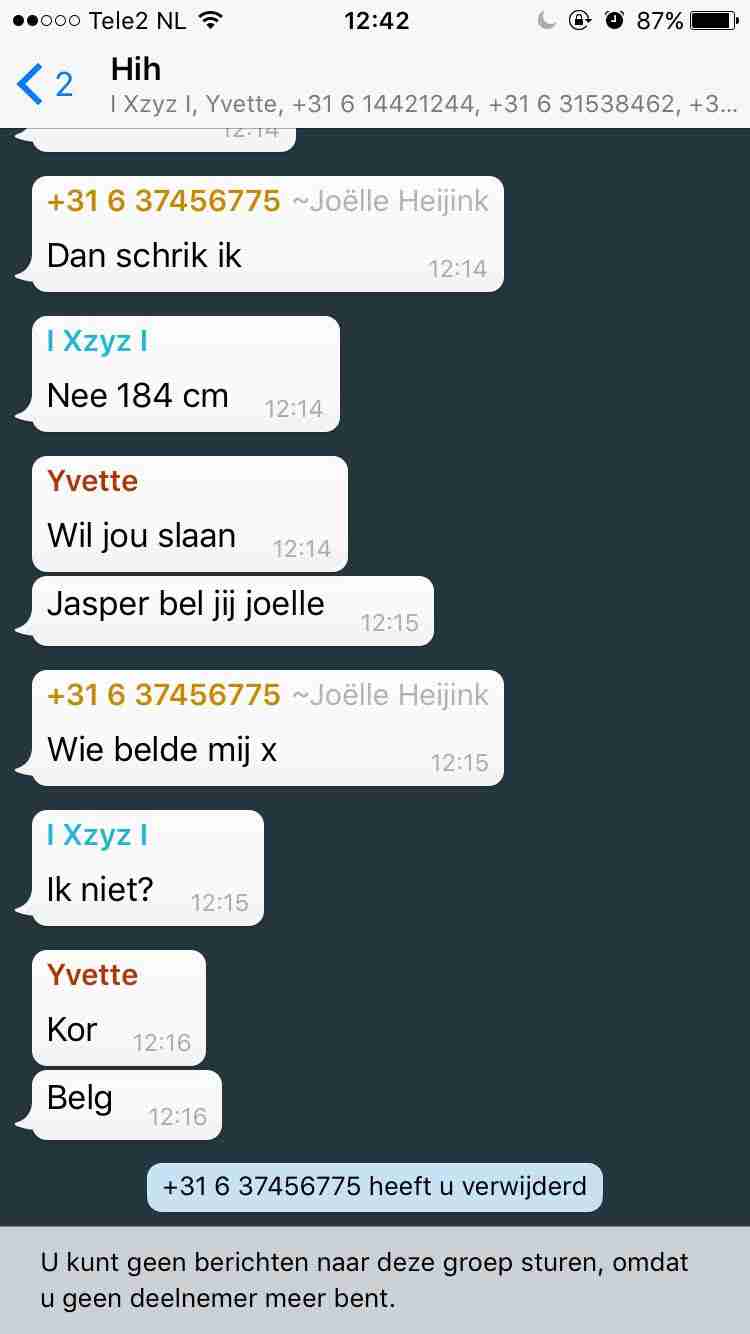 Tele2 NL 12:42 87%
2 Hih
I Xzyz I, Yvette, +31 6 14421244, +31 6 31538462, +3...
12:14
+31 6 37456775 ~Joëlle Heijink
Dan schrik ik 12:14
I Xzyz I
Nee 184 cm 12:14
Yvette
Wil jou slaan 12:14
Jasper bel jij joelle 12:15
+31 6 37456775 ~Joëlle Heijink
Wie belde mij x 12:15
I Xzyz I
Ik niet? 12:15
Yvette
Kor 12:16
Belg 12:16
+31 6 37456775 heeft u verwijderd
U kunt geen berichten naar deze groep sturen, omdat
u geen deelnemer meer bent.